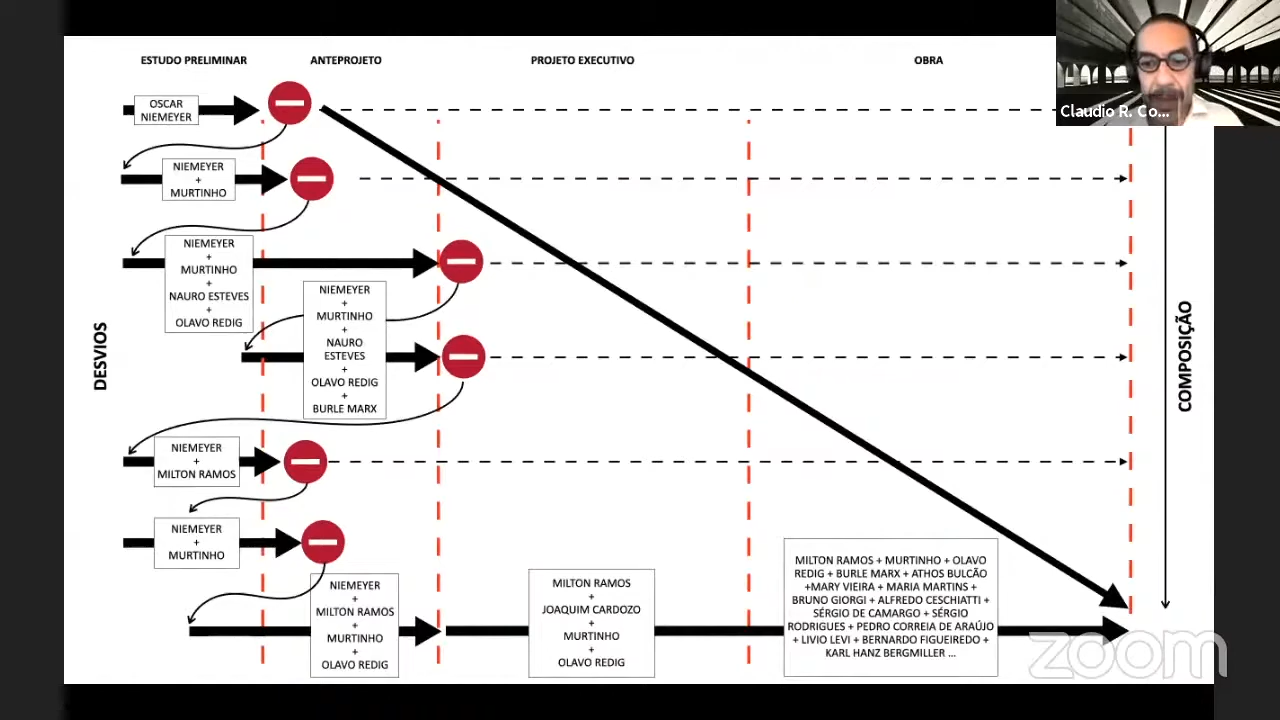 ESTUDO PRELIMINAR
ANTEPROJETO
PROJETO EXECUTIVO
OBRA
Claudio R. Co...
OSCAR
NIEMEYER
NIEMEYER
+
MURTINHO
NIEMEYER
+
MURTINHO
+
NAURO ESTEVES
+
OLAVO REDIG
NIEMEYER
+
MURTINHO
+
NAURO
ESTEVES
+
OLAVO REDIG
+
BURLE MARX
DESVIOS
COMPOSIÇÃO
NIEMEYER
+
MILTON RAMOS
NIEMEYER
+
MURTINHO
NIEMEYER
+
MILTON RAMOS
+
MURTINHO
+
OLAVO REDIG
MILTON RAMOS
+
JOAQUIM CARDOZO
+
MURTINHO
+
OLAVO REDIG
MILTON RAMOS + MURTINHO + OLAVO
REDIG + BURLE MARX + ATHOS BULCÃO
+MARY VIEIRA + MARIA MARTINS +
BRUNO GIORGI + ALFREDO CESCHIATTI +
SÉRGIO DE CAMARGO + SÉRGIO
RODRIGUES + PEDRO CORREIA DE ARAÚJO
+ LIVIO LEVI + BERNARDO FIGUEIREDO +
KARL HANZ BERGMILLER ...
zoom